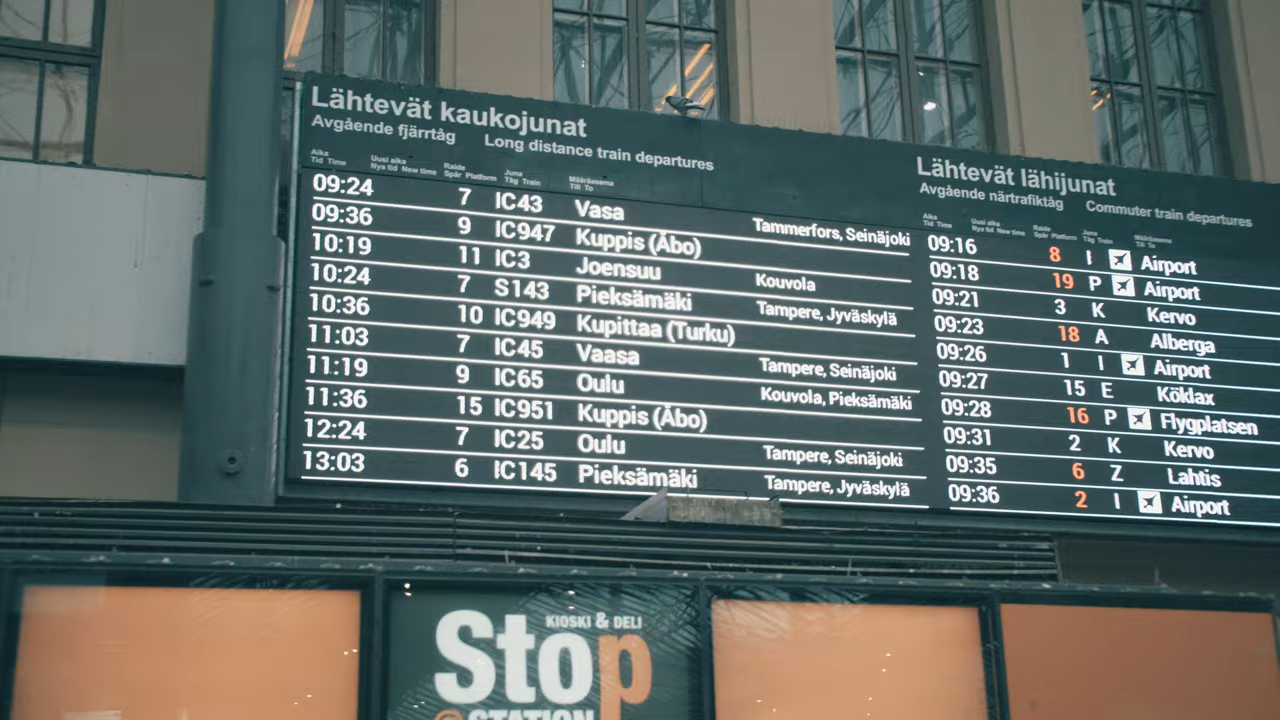 Lähtevät kaukojunat
Avgående fjärrtåg Long distance train departures
Aika Uusi aika Raide Juna Määräasema
Tid Time Nya tid New time Spår Platform Tåg Train Till To
09:24 7 IC43 Vasa Tammerfors, Seinäjoki
09:36 9 IC947 Kuppis (Åbo)
10:19 11 IC3 Joensuu Kouvola
10:24 7 S143 Pieksämäki Tampere, Jyväskylä
10:36 10 IC949 Kupittaa (Turku)
11:03 7 IC45 Vaasa Tampere, Seinäjoki
11:19 9 IC65 Oulu Kouvola, Pieksämäki
11:36 15 IC951 Kuppis (Åbo)
12:24 7 IC25 Oulu Tampere, Seinäjoki
13:03 6 IC145 Pieksämäki Tampere, Jyväskylä
Lähtevät lähijunat
Avgående närtrafiktåg Commuter train departures
Aika Uusi aika Raide Juna Määräasema
Tid Time Nya tid New time Spår Platform Tåg Train Till To
09:16 8 I Airport
09:18 19 P Airport
09:21 3 K Kervo
09:23 18 A Alberga
09:26 1 I Airport
09:27 15 E Köklax
09:28 16 P Flygplatsen
09:31 2 K Kervo
09:35 6 Z Lahtis
09:36 2 I Airport
KIOSKI & DELI
Stop
@ STATION